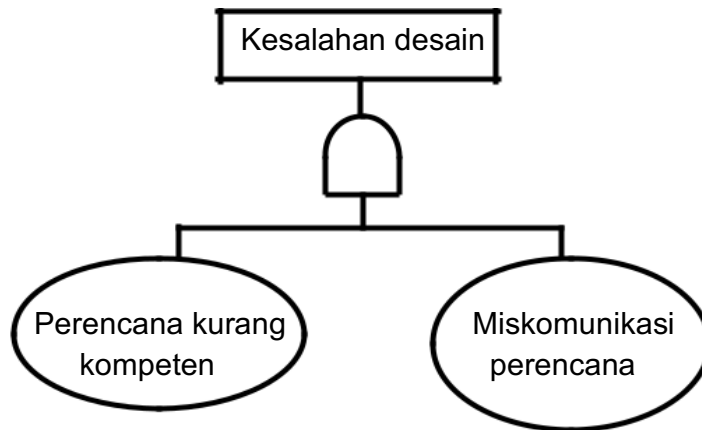 Kesalahan desain
Perencana kurang
kompeten
Miskomunikasi
perencana